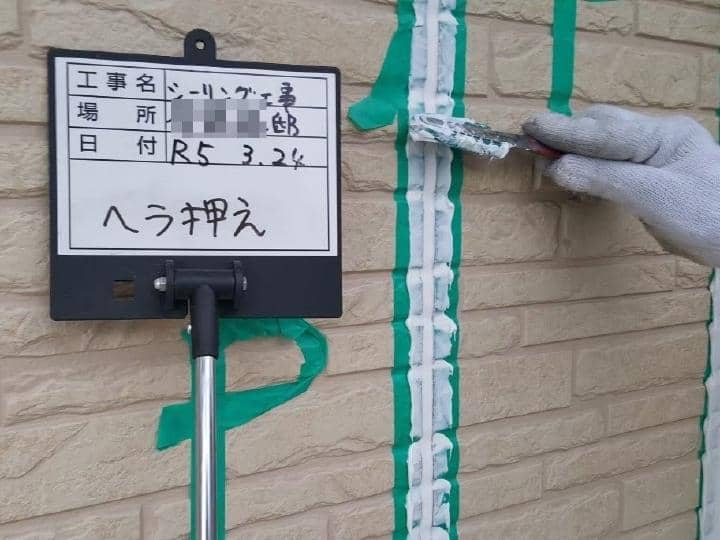 工事名 シーリング工事
場所 邸
日付 R5 3.24
ヘラ押え